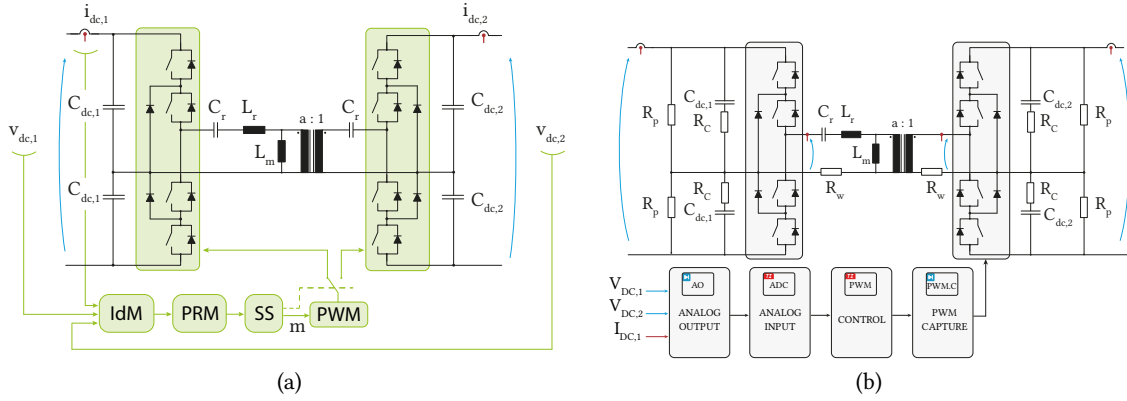 i_dc,1
i_dc,2
C_dc,1
v_dc,1
C_dc,1
C_r
L_r
a : 1
C_r
L_m
C_dc,2
v_dc,2
C_dc,2
IdM
PRM
SS
m
PWM
(a)
R_p
C_dc,1
R_C
C_r
L_r
a : 1
L_m
R_w
R_w
C_dc,2
R_C
R_p
R_p
R_C
C_dc,1
R_C
C_dc,2
R_p
V_DC,1
V_DC,2
I_DC,1
AO
ANALOG
OUTPUT
ADC
ANALOG
INPUT
PWM
CONTROL
PWM.C
PWM
CAPTURE
(b)